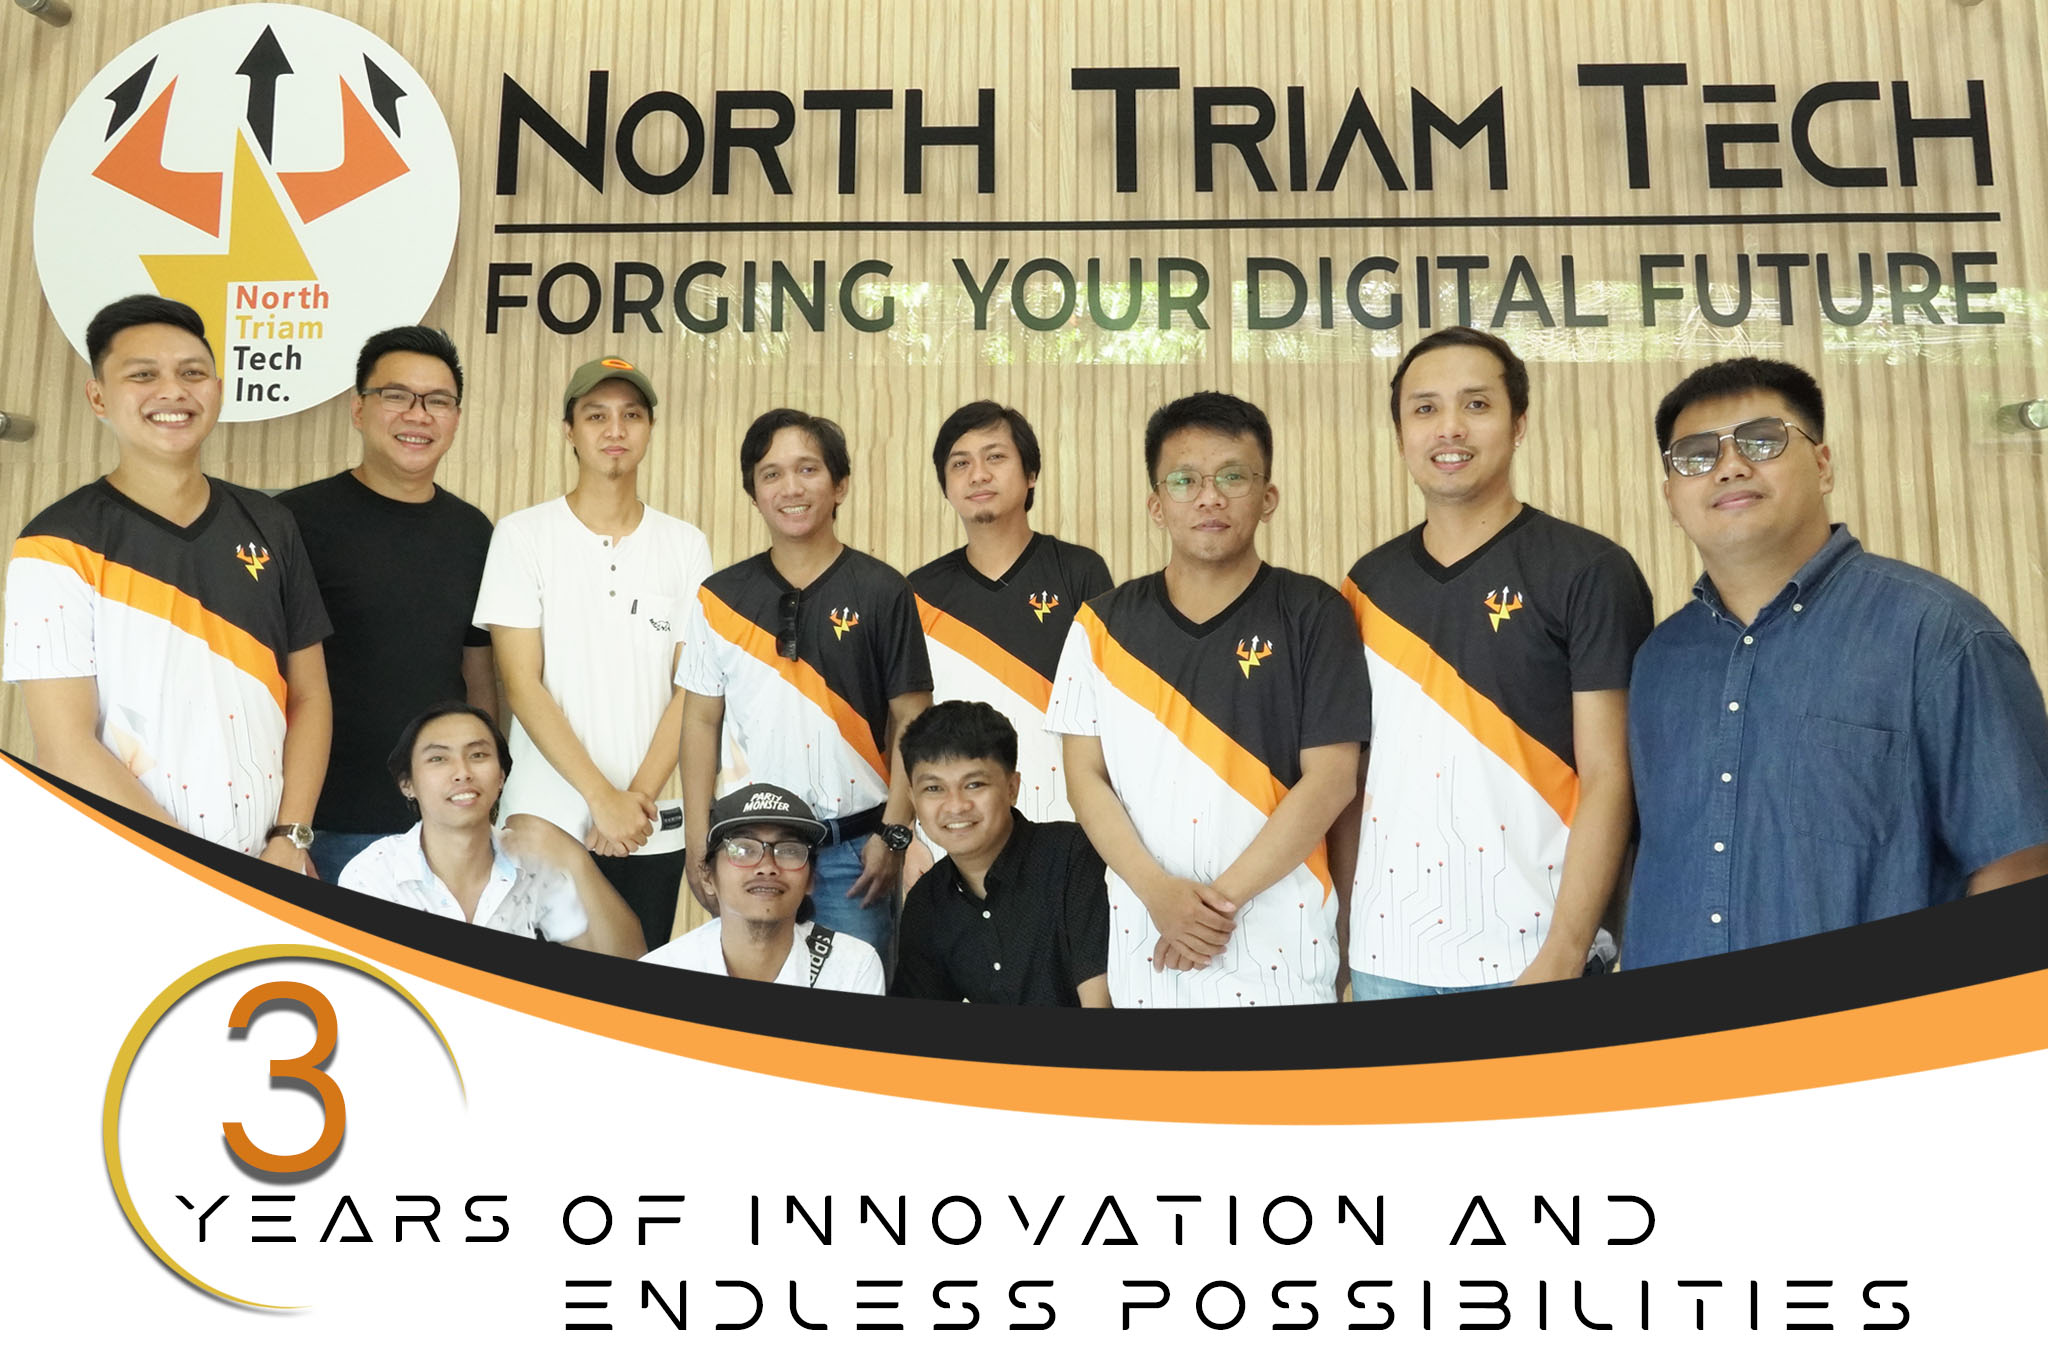 NORTH TRIAM TECH
FORGING YOUR DIGITAL FUTURE
North
Triam
Tech
Inc.
PARTY
MONSTER
3
YEARS OF INNOVATION AND
ENDLESS POSSIBILITIES